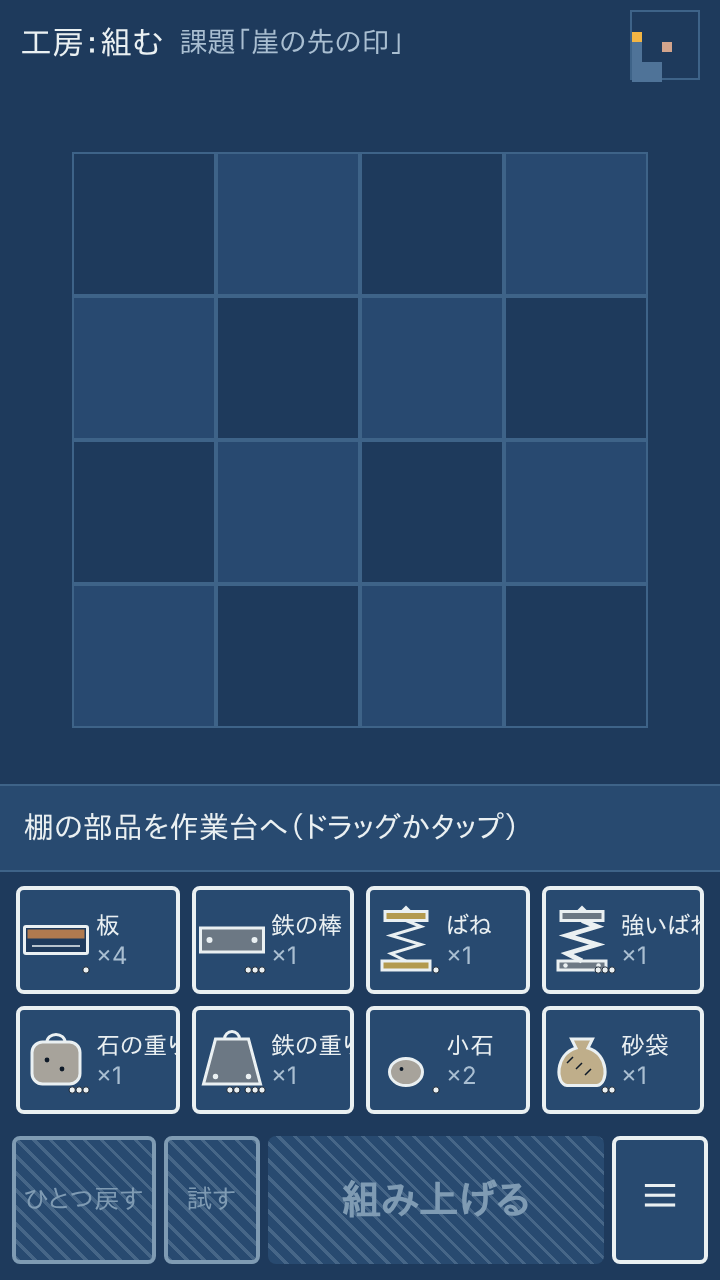 工房:組む 課題「崖の先の印」
棚の部品を作業台へ(ドラッグかタップ)
板
×4
鉄の棒
×1
ばね
×1
強いばね
×1
石の重り
×1
鉄の重り
×1
小石
×2
砂袋
×1
ひとつ戻す
試す
組み上げる